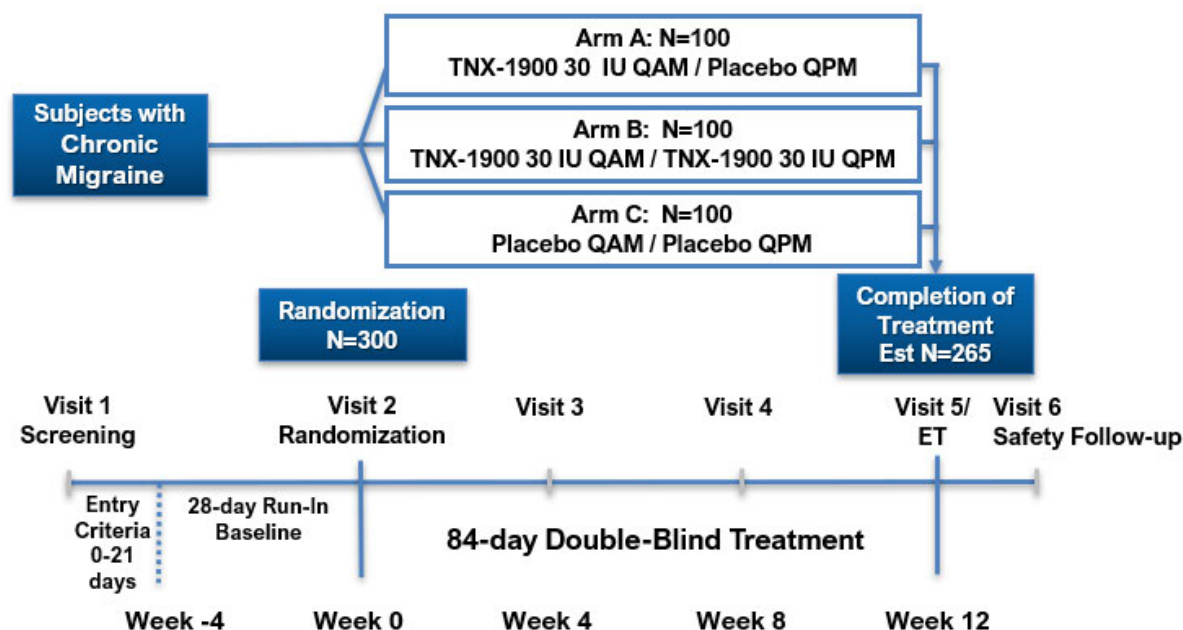 Subjects with
Chronic
Migraine
Arm A: N=100
TNX-1900 30 IU QAM / Placebo QPM
Arm B: N=100
TNX-1900 30 IU QAM / TNX-1900 30 IU QPM
Arm C: N=100
Placebo QAM / Placebo QPM
Randomization
N=300
Completion of
Treatment
Est N=265
Visit 1
Screening
Visit 2
Randomization
Visit 3
Visit 4
Visit 5/
ET
Visit 6
Safety Follow-up
Entry
Criteria
0-21
days
28-day Run-In
Baseline
84-day Double-Blind Treatment
Week -4
Week 0
Week 4
Week 8
Week 12